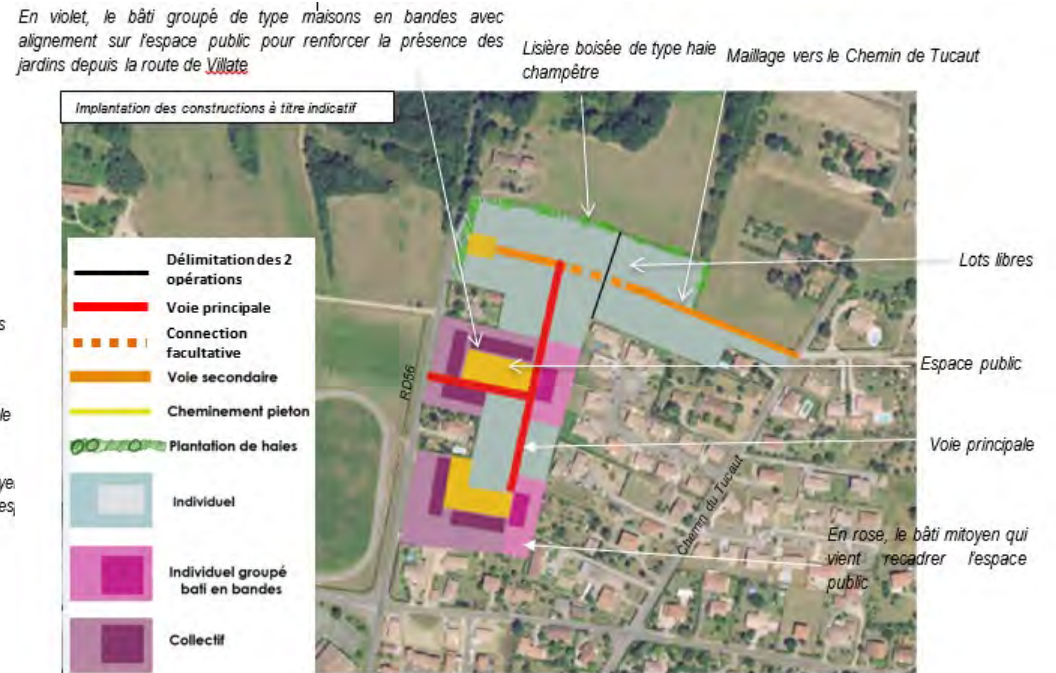 En violet, le bâti groupé de type maisons en bandes avec
alignement sur l'espace public pour renforcer la présence des
jardins depuis la route de Villate
Lisière boisée de type haie
champêtre
Maillage vers le Chemin de Tucaut
Implantation des constructions à titre indicatif
Délimitation des 2
opérations
Voie principale
Connection
facultative
Voie secondaire
Cheminement pieton
Plantation de haies
Individuel
Individuel groupé
bati en bandes
Collectif
RD56
Chemin du Tucaut
Lots libres
Espace public
Voie principale
En rose, le bâti mitoyen qui
vient recadrer l'espace
public